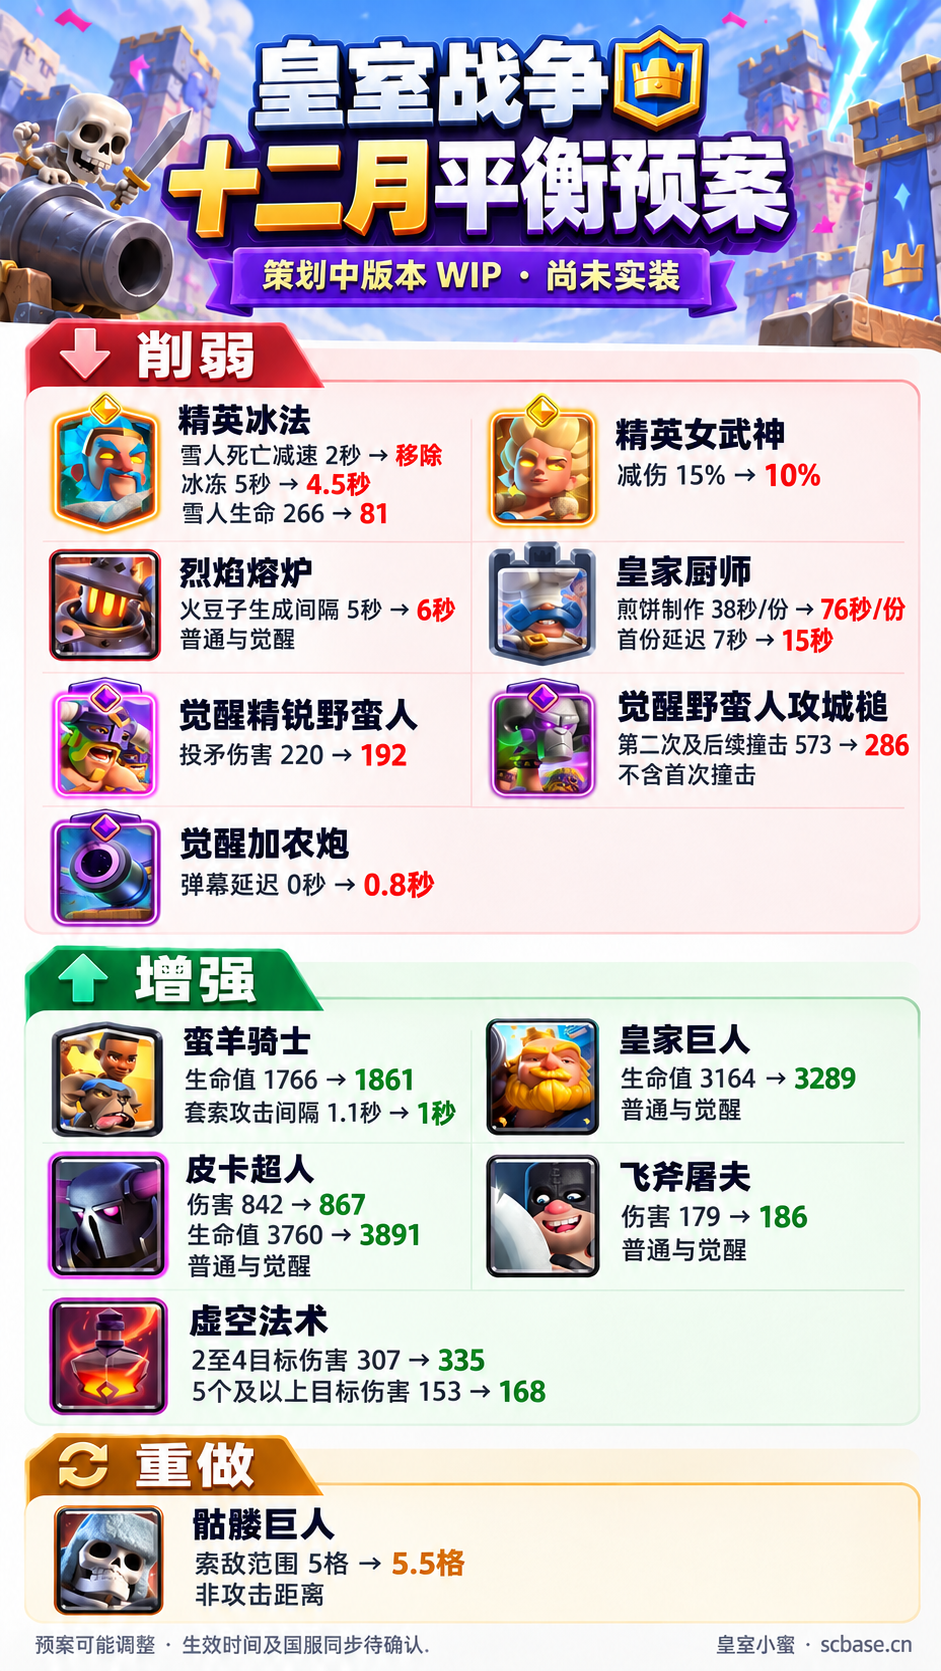 皇室战争
十二月平衡预案
策划中版本 WIP · 尚未实装
削弱
精英冰法
雪人死亡减速 2秒 → 移除
冰冻 5秒 → 4.5秒
雪人生命 266 → 81
精英女武神
减伤 15% → 10%
烈焰熔炉
火豆子生成间隔 5秒 → 6秒
普通与觉醒
皇家厨师
煎饼制作 38秒/份 → 76秒/份
首份延迟 7秒 → 15秒
觉醒精锐野蛮人
投矛伤害 220 → 192
觉醒野蛮人攻城槌
第二次及后续撞击 573 → 286
不含首次撞击
觉醒加农炮
弹幕延迟 0秒 → 0.8秒
增强
蛮羊骑士
生命值 1766 → 1861
套索攻击间隔 1.1秒 → 1秒
皇家巨人
生命值 3164 → 3289
普通与觉醒
皮卡超人
伤害 842 → 867
生命值 3760 → 3891
普通与觉醒
飞斧屠夫
伤害 179 → 186
普通与觉醒
虚空法术
2至4目标伤害 307 → 335
5个及以上目标伤害 153 → 168
重做
骷髅巨人
索敌范围 5格 → 5.5格
非攻击距离
预案可能调整 · 生效时间及国服同步待确认.
皇室小蜜 · scbase.cn